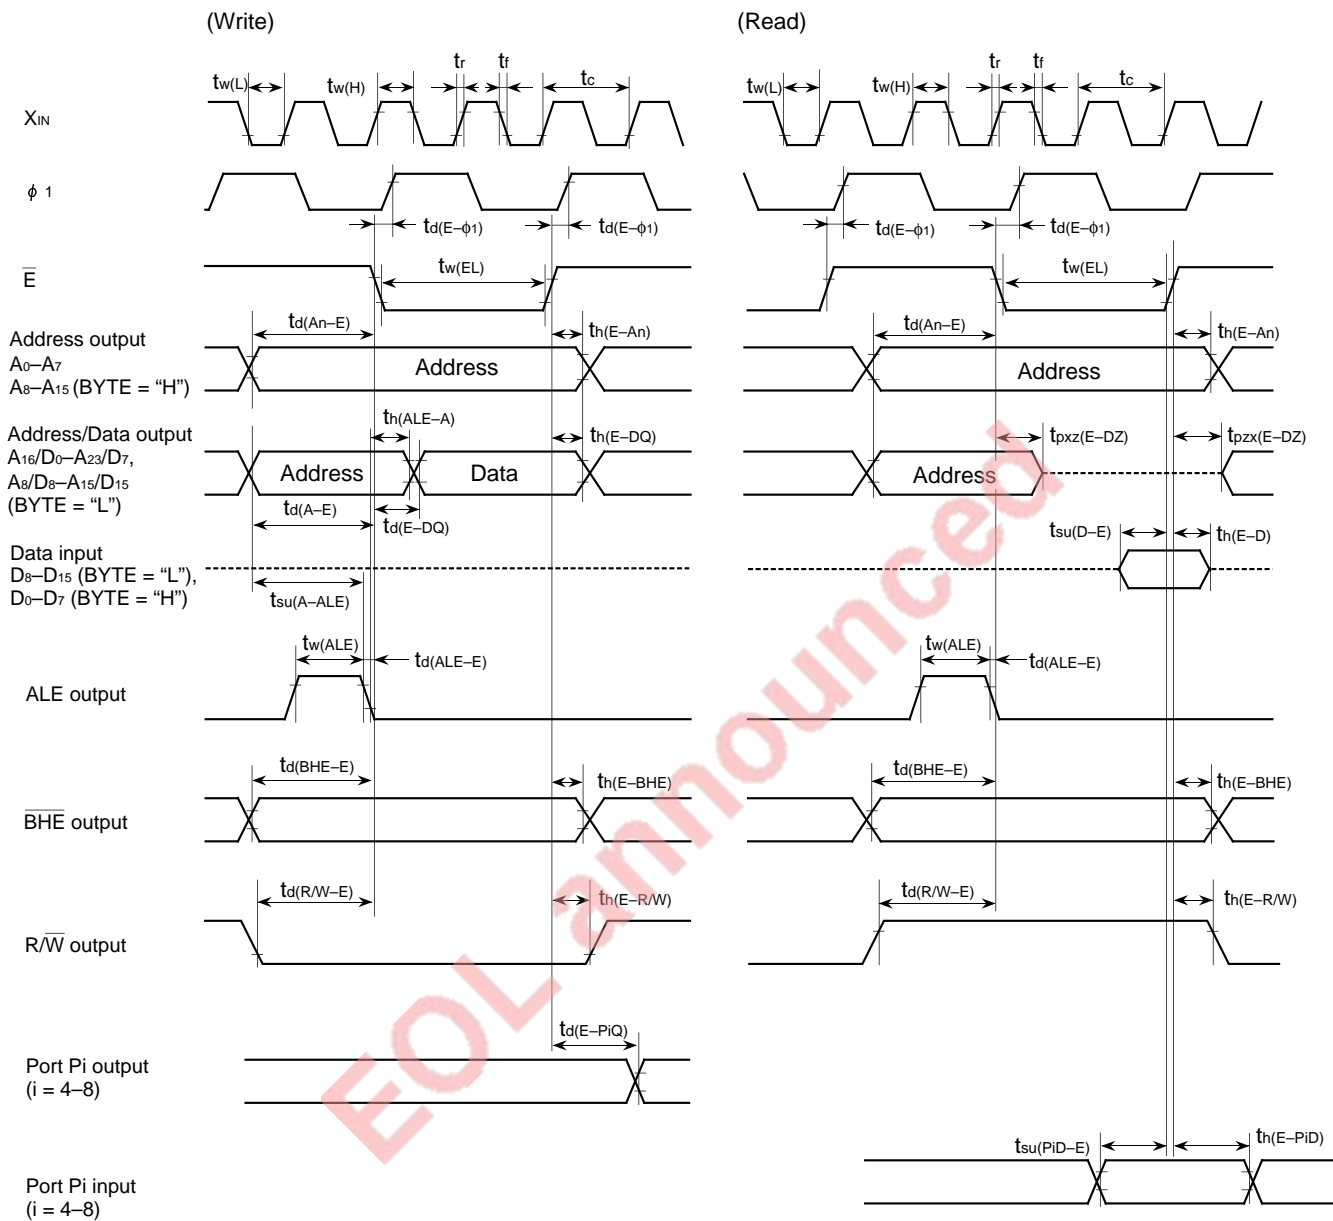 (Write) (Read)
tw(L) tw(H) tr tf tc tw(L) tw(H) tr tf tc
XIN
ϕ 1
td(E–ϕ1) td(E–ϕ1) td(E–ϕ1) td(E–ϕ1)
E̅ tw(EL) tw(EL)
td(An–E) th(E–An) td(An–E) th(E–An)
Address output
A0–A7 Address Address
A8–A15 (BYTE = “H”)
th(ALE–A) th(E–DQ) tpxz(E–DZ) tpzx(E–DZ)
Address/Data output
A16/D0–A23/D7, Address Data Address
A8/D8–A15/D15
(BYTE = “L”)
td(A–E) td(E–DQ)
tsu(D–E) th(E–D)
Data input
D8–D15 (BYTE = “L”),
D0–D7 (BYTE = “H”)
tsu(A–ALE)
tw(ALE) td(ALE–E) tw(ALE) td(ALE–E)
ALE output
td(BHE–E) th(E–BHE) td(BHE–E) th(E–BHE)
B̅H̅E̅ output
td(R/W–E) th(E–R/W) td(R/W–E) th(E–R/W)
R/W̅ output
td(E–PiQ)
Port Pi output
(i = 4–8)
tsu(PiD–E) th(E–PiD)
Port Pi input
(i = 4–8)
EOL announced